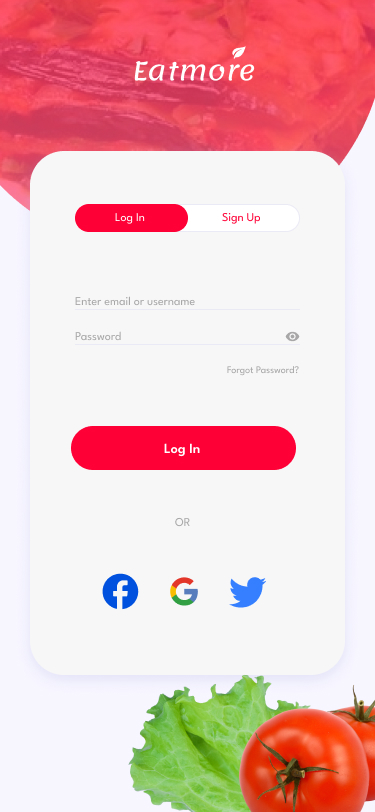 Eatmore
Log In
Sign Up
Enter email or username
Password
Forgot Password?
Log In
OR